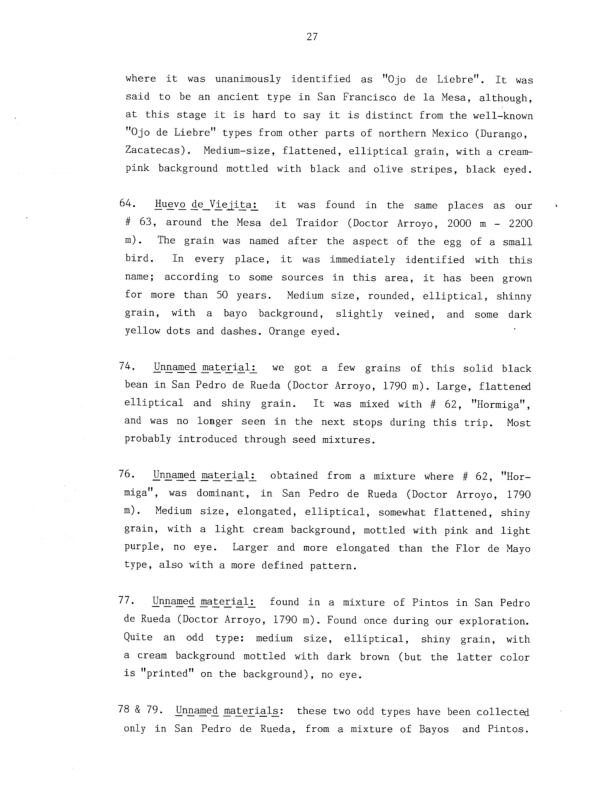 27
where it was unanimously identified as "Ojo de Liebre". It was
said to be an ancient type in San Francisco de la Mesa, although,
at this stage it is hard to say it is distinct from the well-known
"Ojo de Liebre" types from other parts of northern Mexico (Durango,
Zacatecas). Medium-size, flattened, elliptical grain, with a cream-
pink background mottled with black and olive stripes, black eyed.
64. Huevo de Viejita: it was found in the same places as our
# 63, around the Mesa del Traidor (Doctor Arroyo, 2000 m - 2200
m). The grain was named after the aspect of the egg of a small
bird. In every place, it was immediately identified with this
name; according to some sources in this area, it has been grown
for more than 50 years. Medium size, rounded, elliptical, shinny
grain, with a bayo background, slightly veined, and some dark
yellow dots and dashes. Orange eyed.
74. Unnamed material: we got a few grains of this solid black
bean in San Pedro de Rueda (Doctor Arroyo, 1790 m). Large, flattened
elliptical and shiny grain. It was mixed with # 62, "Hormiga",
and was no longer seen in the next stops during this trip. Most
probably introduced through seed mixtures.
76. Unnamed material: obtained from a mixture where # 62, "Hor-
miga", was dominant, in San Pedro de Rueda (Doctor Arroyo, 1790
m). Medium size, elongated, elliptical, somewhat flattened, shiny
grain, with a light cream background, mottled with pink and light
purple, no eye. Larger and more elongated than the Flor de Mayo
type, also with a more defined pattern.
77. Unnamed material: found in a mixture of Pintos in San Pedro
de Rueda (Doctor Arroyo, 1790 m). Found once during our exploration.
Quite an odd type: medium size, elliptical, shiny grain, with
a cream background mottled with dark brown (but the latter color
is "printed" on the background), no eye.
78 & 79. Unnamed materials: these two odd types have been collected
only in San Pedro de Rueda, from a mixture of Bayos and Pintos.